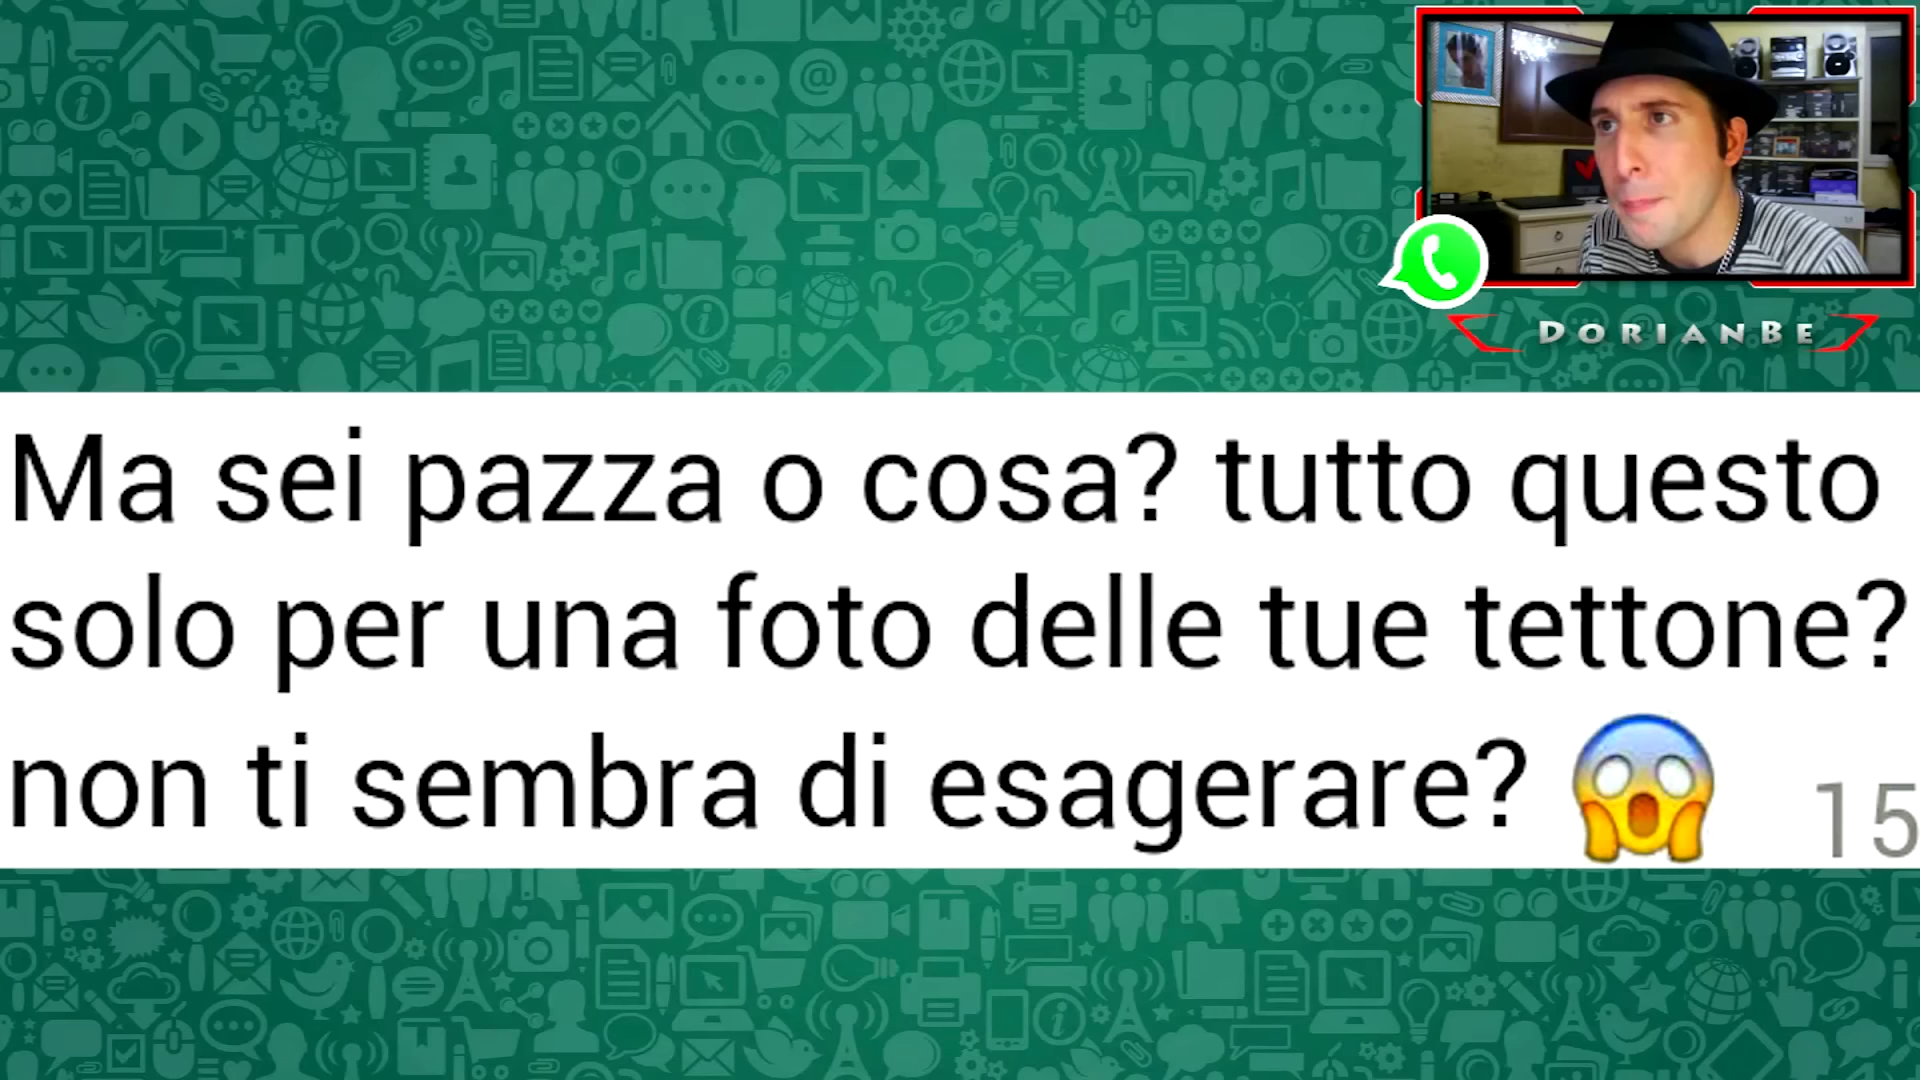 DORIANBE
Ma sei pazza o cosa? tutto questo
solo per una foto delle tue tettone?
non ti sembra di esagerare? 😱 15